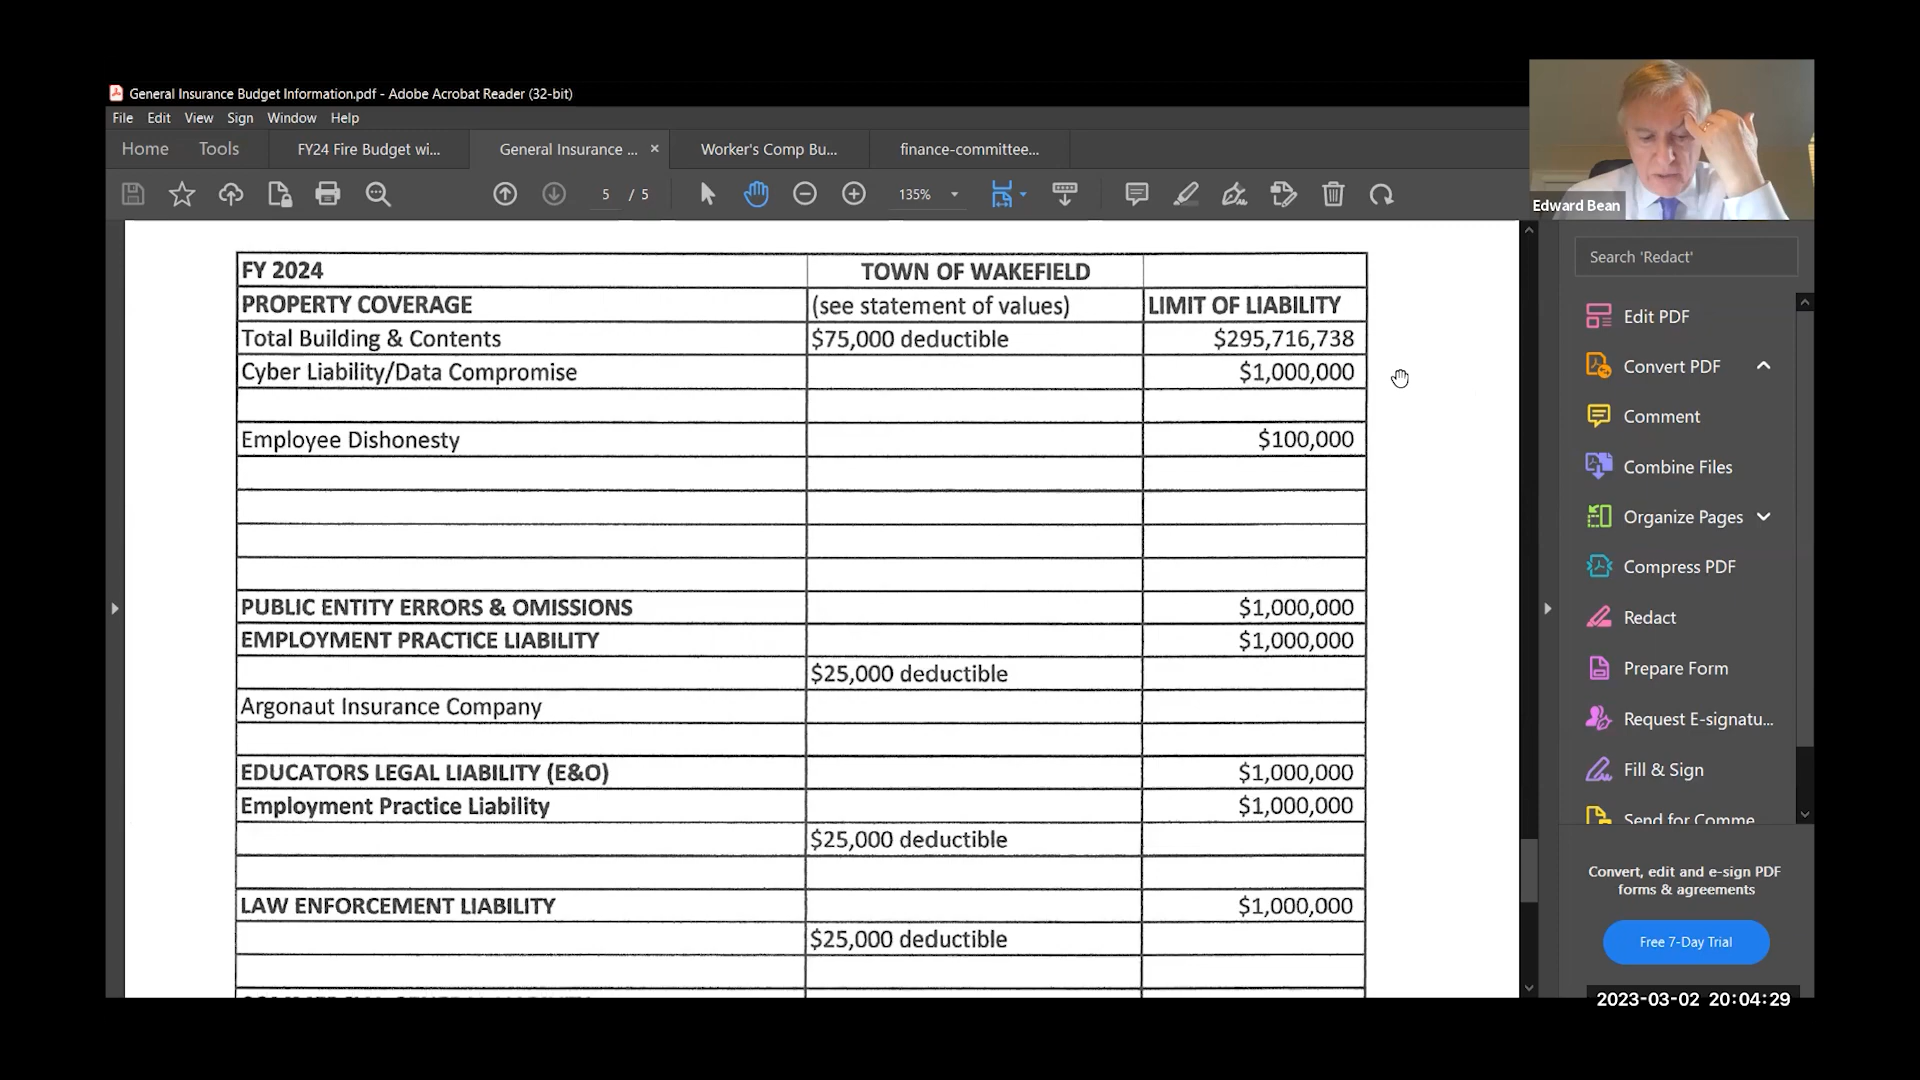 General Insurance Budget Information.pdf - Adobe Acrobat Reader (32-bit)
File Edit View Sign Window Help
Home Tools FY24 Fire Budget wi... General Insurance ... × Worker's Comp Bu... finance-committee...
5 / 5 135%
Edward Bean
FY 2024 TOWN OF WAKEFIELD
PROPERTY COVERAGE (see statement of values) LIMIT OF LIABILITY
Total Building & Contents $75,000 deductible $295,716,738
Cyber Liability/Data Compromise $1,000,000
Employee Dishonesty $100,000
PUBLIC ENTITY ERRORS & OMISSIONS $1,000,000
EMPLOYMENT PRACTICE LIABILITY $1,000,000
$25,000 deductible
Argonaut Insurance Company
EDUCATORS LEGAL LIABILITY (E&O) $1,000,000
Employment Practice Liability $1,000,000
$25,000 deductible
LAW ENFORCEMENT LIABILITY $1,000,000
$25,000 deductible
Search 'Redact'
Edit PDF
Convert PDF
Comment
Combine Files
Organize Pages
Compress PDF
Redact
Prepare Form
Request E-signatu...
Fill & Sign
Send for Comme
Convert, edit and e-sign PDF
forms & agreements
Free 7-Day Trial
2023-03-02 20:04:29